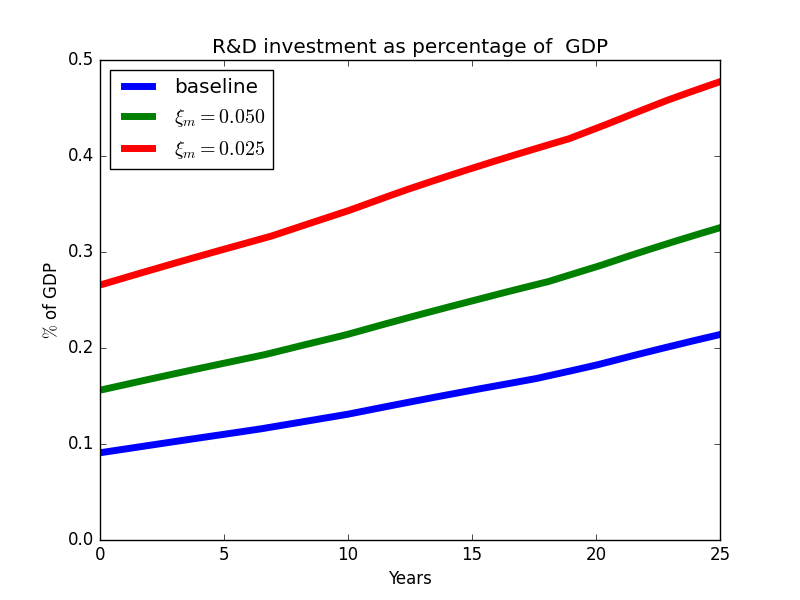 R&D investment as percentage of  GDP
baseline
ξₘ = 0.050
ξₘ = 0.025
% of GDP
0.5
0.4
0.3
0.2
0.1
0.0
0 5 10 15 20 25
Years